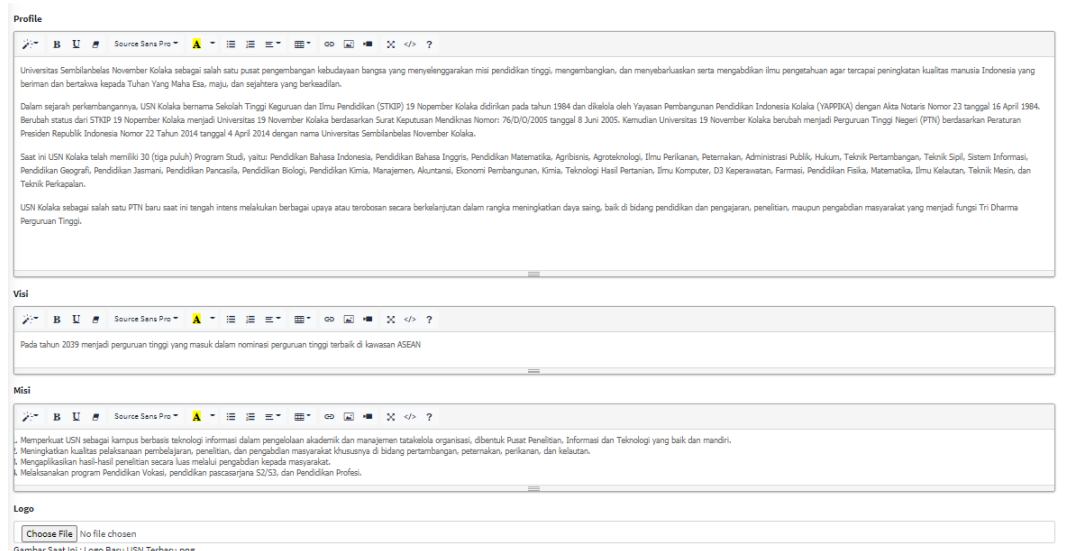 Profile
B U Source Sans Pro A </> ?
Universitas Sembilanbelas November Kolaka sebagai salah satu pusat pengembangan kebudayaan bangsa yang menyelenggarakan misi pendidikan tinggi, mengembangkan, dan menyebarluaskan serta mengabdikan ilmu pengetahuan agar tercapai peningkatan kualitas manusia Indonesia yang
beriman dan bertakwa kepada Tuhan Yang Maha Esa, maju, dan sejahtera yang berkeadilan.
Dalam sejarah perkembangannya, USN Kolaka bernama Sekolah Tinggi Keguruan dan Ilmu Pendidikan (STKIP) 19 Nopember Kolaka didirikan pada tahun 1984 dan dikelola oleh Yayasan Pembangunan Pendidikan Indonesia Kolaka (YAPPIKA) dengan Akta Notaris Nomor 23 tanggal 16 April 1984.
Berubah status dari STKIP 19 Nopember Kolaka menjadi Universitas 19 November Kolaka berdasarkan Surat Keputusan Mendiknas Nomor: 76/D/O/2005 tanggal 8 Juni 2005. Kemudian Universitas 19 November Kolaka berubah menjadi Perguruan Tinggi Negeri (PTN) berdasarkan Peraturan
Presiden Republik Indonesia Nomor 22 Tahun 2014 tanggal 4 April 2014 dengan nama Universitas Sembilanbelas November Kolaka.
Saat ini USN Kolaka telah memiliki 30 (tiga puluh) Program Studi, yaitu: Pendidikan Bahasa Indonesia, Pendidikan Bahasa Inggris, Pendidikan Matematika, Agribisnis, Agroteknologi, Ilmu Perikanan, Peternakan, Administrasi Publik, Hukum, Teknik Pertambangan, Teknik Sipil, Sistem Informasi,
Pendidikan Geografi, Pendidikan Jasmani, Pendidikan Pancasila, Pendidikan Biologi, Pendidikan Kimia, Manajemen, Akuntansi, Ekonomi Pembangunan, Kimia, Teknologi Hasil Pertanian, Ilmu Komputer, D3 Keperawatan, Farmasi, Pendidikan Fisika, Matematika, Ilmu Kelautan, Teknik Mesin, dan
Teknik Perkapalan.
USN Kolaka sebagai salah satu PTN baru saat ini tengah intens melakukan berbagai upaya atau terobosan secara berkelanjutan dalam rangka meningkatkan daya saing, baik di bidang pendidikan dan pengajaran, penelitian, maupun pengabdian masyarakat yang menjadi fungsi Tri Dharma
Perguruan Tinggi.
Visi
B U Source Sans Pro A </> ?
Pada tahun 2039 menjadi perguruan tinggi yang masuk dalam nominasi perguruan tinggi terbaik di kawasan ASEAN
Misi
B U Source Sans Pro A </> ?
1. Memperkuat USN sebagai kampus berbasis teknologi informasi dalam pengelolaan akademik dan manajemen tatakelola organisasi, dibentuk Pusat Penelitian, Informasi dan Teknologi yang baik dan mandiri.
2. Meningkatkan kualitas pelaksanaan pembelajaran, penelitian, dan pengabdian masyarakat khususnya di bidang pertambangan, peternakan, perikanan, dan kelautan.
3. Mengaplikasikan hasil-hasil penelitian secara luas melalui pengabdian kepada masyarakat.
4. Melaksanakan program Pendidikan Vokasi, pendidikan pascasarjana S2/S3, dan Pendidikan Profesi.
Logo
Choose File No file chosen
Gambar Saat Ini : Logo Baru USN Terbaru.png